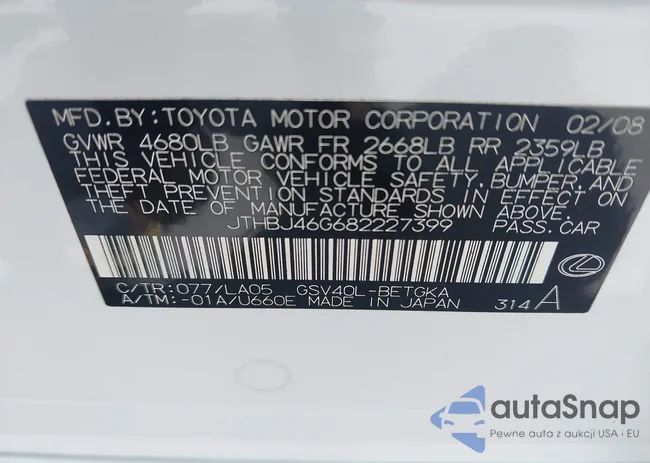 MFD. BY: TOYOTA MOTOR CORPORATION 02/08
GVWR 4680LB GAWR FR 2668LB RR 2359LB
THIS VEHICLE CONFORMS TO ALL APPLICABLE
FEDERAL MOTOR VEHICLE SAFETY, BUMPER, AND
THEFT PREVENTION STANDARDS IN EFFECT ON
THE DATE OF MANUFACTURE SHOWN ABOVE.
JTHBJ46G682227399 PASS. CAR
C/TR: 077/LA05 GSV40L-BETGKA
A/TM: -01A/U660E MADE IN JAPAN 314 A
autaSnap
Pewne auta z aukcji USA i EU